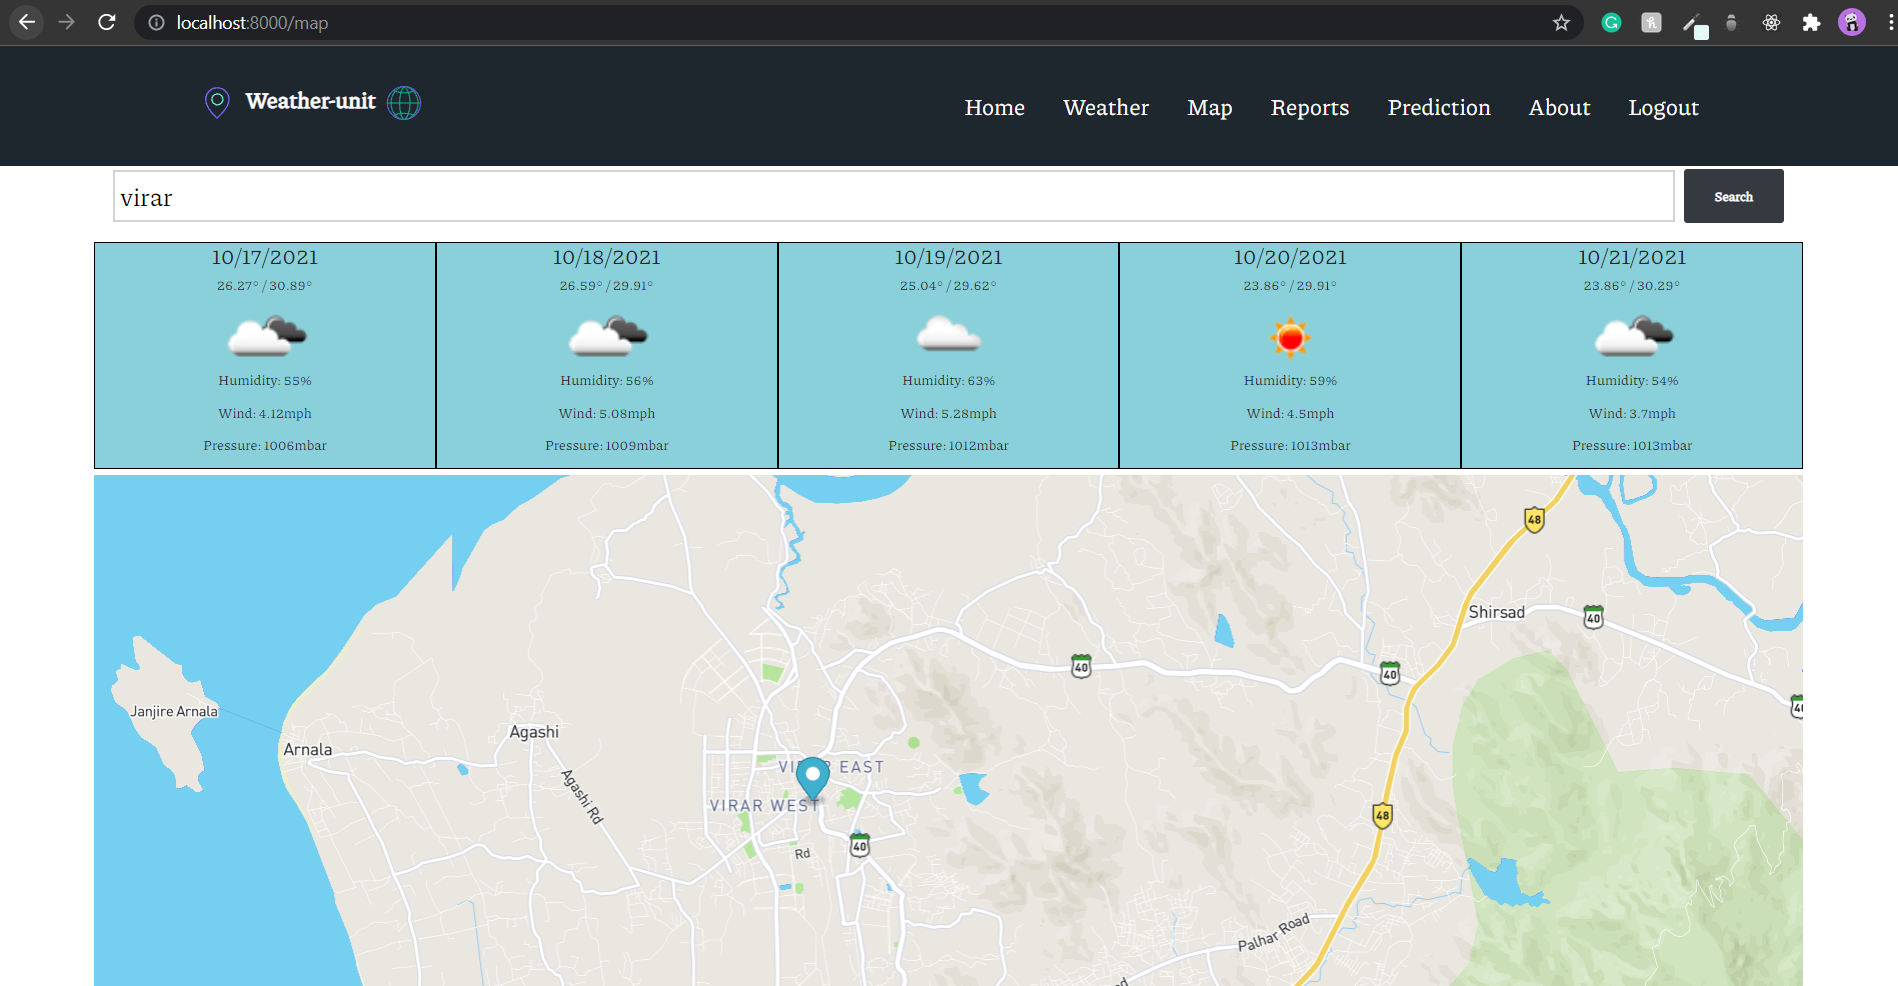 localhost:8000/map
Weather-unit
Home Weather Map Reports Prediction About Logout
virar
Search
10/17/2021 10/18/2021 10/19/2021 10/20/2021 10/21/2021
26.27° / 30.89° 26.59° / 29.91° 25.04° / 29.62° 23.86° / 29.91° 23.86° / 30.29°
Humidity: 55% Humidity: 56% Humidity: 63% Humidity: 59% Humidity: 54%
Wind: 4.12mph Wind: 5.08mph Wind: 5.28mph Wind: 4.5mph Wind: 3.7mph
Pressure: 1006mbar Pressure: 1009mbar Pressure: 1012mbar Pressure: 1013mbar Pressure: 1013mbar
48
Shirsad
40
40
40
Janjire Arnala
Agashi
Arnala
Agashi Rd
EAST
VIRAR WEST
48
Rd
40
Palhar Road